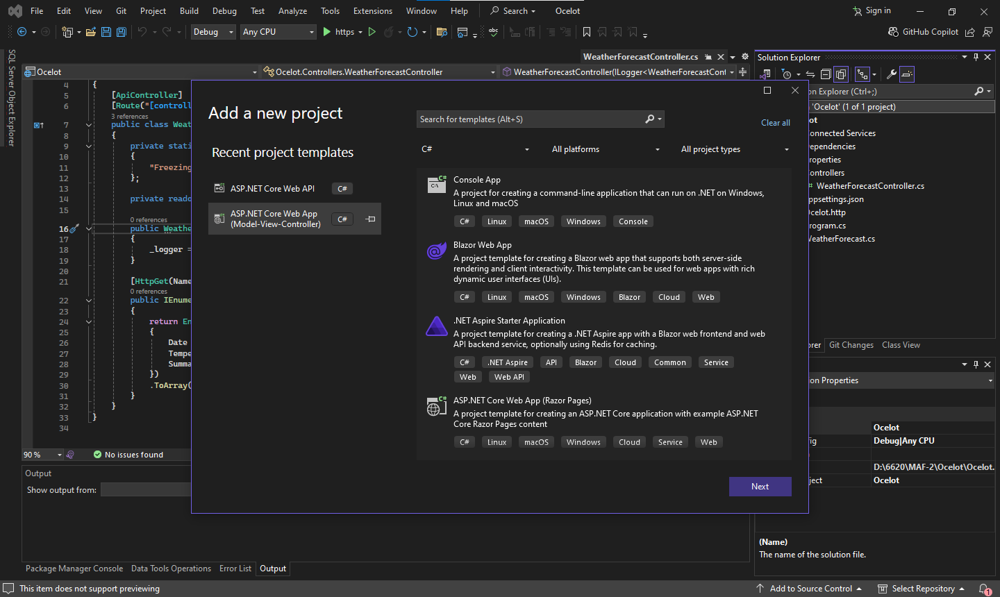 File Edit View Git Project Build Debug Test Analyze Tools Extensions Window Help Search Ocelot Sign in
Debug Any CPU https GitHub Copilot
SQL Server Object Explorer
WeatherForecastController.cs
Ocelot Ocelot.Controllers.WeatherForecastController WeatherForecastController(ILogger<WeatherForecastCont
4 {
5 [ApiController]
6 [Route("[controll
3 references
7 public class Weat
8 {
9 private stati
10 {
11 "Freezing
12 };
13
14 private reado
15
0 references
16 public Weathe
17 {
18 _logger =
19 }
20
21 [HttpGet(Name
0 references
22 public IEnume
23 {
24 return En
25 {
26 Date
27 Tempe
28 Summa
29 })
30 .ToArray(
31 }
32 }
33 }
34
90 % No issues found
Output
Show output from:
Package Manager Console Data Tools Operations Error List Output
Add a new project
Recent project templates
ASP.NET Core Web API C#
ASP.NET Core Web App
(Model-View-Controller) C#
Search for templates (Alt+S)
Clear all
C# All platforms All project types
Console App
A project for creating a command-line application that can run on .NET on Windows,
Linux and macOS
C# Linux macOS Windows Console
Blazor Web App
A project template for creating a Blazor web app that supports both server-side
rendering and client interactivity. This template can be used for web apps with rich
dynamic user interfaces (UIs).
C# Linux macOS Windows Blazor Cloud Web
.NET Aspire Starter Application
A project template for creating a .NET Aspire app with a Blazor web frontend and web
API backend service, optionally using Redis for caching.
C# .NET Aspire API Blazor Cloud Common Service
Web Web API
ASP.NET Core Web App (Razor Pages)
A project template for creating an ASP.NET Core application with example ASP.NET
Core Razor Pages content
C# Linux macOS Windows Cloud Service Web
Next
Solution Explorer
on Explorer (Ctrl+;)
'Ocelot' (1 of 1 project)
lot
onnected Services
ependencies
roperties
ontrollers
WeatherForecastController.cs
ppsettings.json
Ocelot.http
rogram.cs
WeatherForecast.cs
rer Git Changes Class View
on Properties
Ocelot
ig Debug|Any CPU
D:\6620\MAF-2\Ocelot\Ocelot.
ject Ocelot
(Name)
The name of the solution file.
This item does not support previewing Add to Source Control Select Repository 1